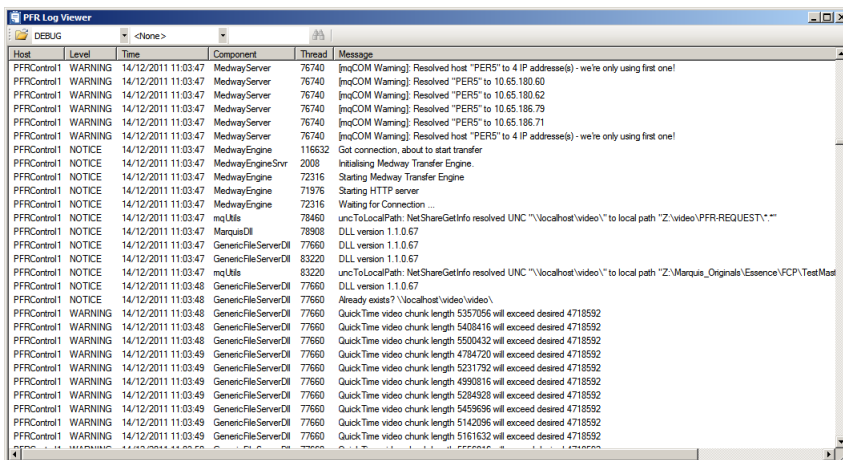 PFR Log Viewer
DEBUG <None>
Host Level Time Component Thread Message
PFRControl1 WARNING 14/12/2011 11:03:47 MedwayServer 76740 [mqCOM Warning]: Resolved host "PER5" to 4 IP addresse(s) - we're only using first one!
PFRControl1 WARNING 14/12/2011 11:03:47 MedwayServer 76740 [mqCOM Warning]: Resolved "PER5" to 10.65.180.60
PFRControl1 WARNING 14/12/2011 11:03:47 MedwayServer 76740 [mqCOM Warning]: Resolved "PER5" to 10.65.180.62
PFRControl1 WARNING 14/12/2011 11:03:47 MedwayServer 76740 [mqCOM Warning]: Resolved "PER5" to 10.65.186.79
PFRControl1 WARNING 14/12/2011 11:03:47 MedwayServer 76740 [mqCOM Warning]: Resolved "PER5" to 10.65.186.71
PFRControl1 WARNING 14/12/2011 11:03:47 MedwayServer 76740 [mqCOM Warning]: Resolved host "PER5" to 4 IP addresse(s) - we're only using first one!
PFRControl1 NOTICE 14/12/2011 11:03:47 MedwayEngine 116632 Got connection, about to start transfer
PFRControl1 NOTICE 14/12/2011 11:03:47 MedwayEngineSrvr 2008 Initialising Medway Transfer Engine.
PFRControl1 NOTICE 14/12/2011 11:03:47 MedwayEngine 72316 Starting Medway Transfer Engine
PFRControl1 NOTICE 14/12/2011 11:03:47 MedwayEngine 71976 Starting HTTP server
PFRControl1 NOTICE 14/12/2011 11:03:47 MedwayEngine 72316 Waiting for Connection ...
PFRControl1 NOTICE 14/12/2011 11:03:47 mqUtils 78460 uncToLocalPath: NetShareGetInfo resolved UNC "\\localhost\video\" to local path "Z:\video\PFR-REQUEST\*.*"
PFRControl1 NOTICE 14/12/2011 11:03:47 MarquisDll 78908 DLL version 1.1.0.67
PFRControl1 NOTICE 14/12/2011 11:03:47 GenericFileServerDll 77660 DLL version 1.1.0.67
PFRControl1 NOTICE 14/12/2011 11:03:47 GenericFileServerDll 83220 DLL version 1.1.0.67
PFRControl1 NOTICE 14/12/2011 11:03:47 mqUtils 83220 uncToLocalPath: NetShareGetInfo resolved UNC "\\localhost\video\" to local path "Z:\Marquis_Originals\Essence\FCP\TestMast
PFRControl1 NOTICE 14/12/2011 11:03:48 GenericFileServerDll 77660 DLL version 1.1.0.67
PFRControl1 NOTICE 14/12/2011 11:03:48 GenericFileServerDll 77660 Already exists? \\localhost\video\video\
PFRControl1 WARNING 14/12/2011 11:03:48 GenericFileServerDll 77660 QuickTime video chunk length 5357056 will exceed desired 4718592
PFRControl1 WARNING 14/12/2011 11:03:48 GenericFileServerDll 77660 QuickTime video chunk length 5408416 will exceed desired 4718592
PFRControl1 WARNING 14/12/2011 11:03:48 GenericFileServerDll 77660 QuickTime video chunk length 5500432 will exceed desired 4718592
PFRControl1 WARNING 14/12/2011 11:03:49 GenericFileServerDll 77660 QuickTime video chunk length 4784720 will exceed desired 4718592
PFRControl1 WARNING 14/12/2011 11:03:49 GenericFileServerDll 77660 QuickTime video chunk length 5231792 will exceed desired 4718592
PFRControl1 WARNING 14/12/2011 11:03:49 GenericFileServerDll 77660 QuickTime video chunk length 4990816 will exceed desired 4718592
PFRControl1 WARNING 14/12/2011 11:03:49 GenericFileServerDll 77660 QuickTime video chunk length 5284928 will exceed desired 4718592
PFRControl1 WARNING 14/12/2011 11:03:49 GenericFileServerDll 77660 QuickTime video chunk length 5459696 will exceed desired 4718592
PFRControl1 WARNING 14/12/2011 11:03:49 GenericFileServerDll 77660 QuickTime video chunk length 5142096 will exceed desired 4718592
PFRControl1 WARNING 14/12/2011 11:03:49 GenericFileServerDll 77660 QuickTime video chunk length 5161632 will exceed desired 4718592